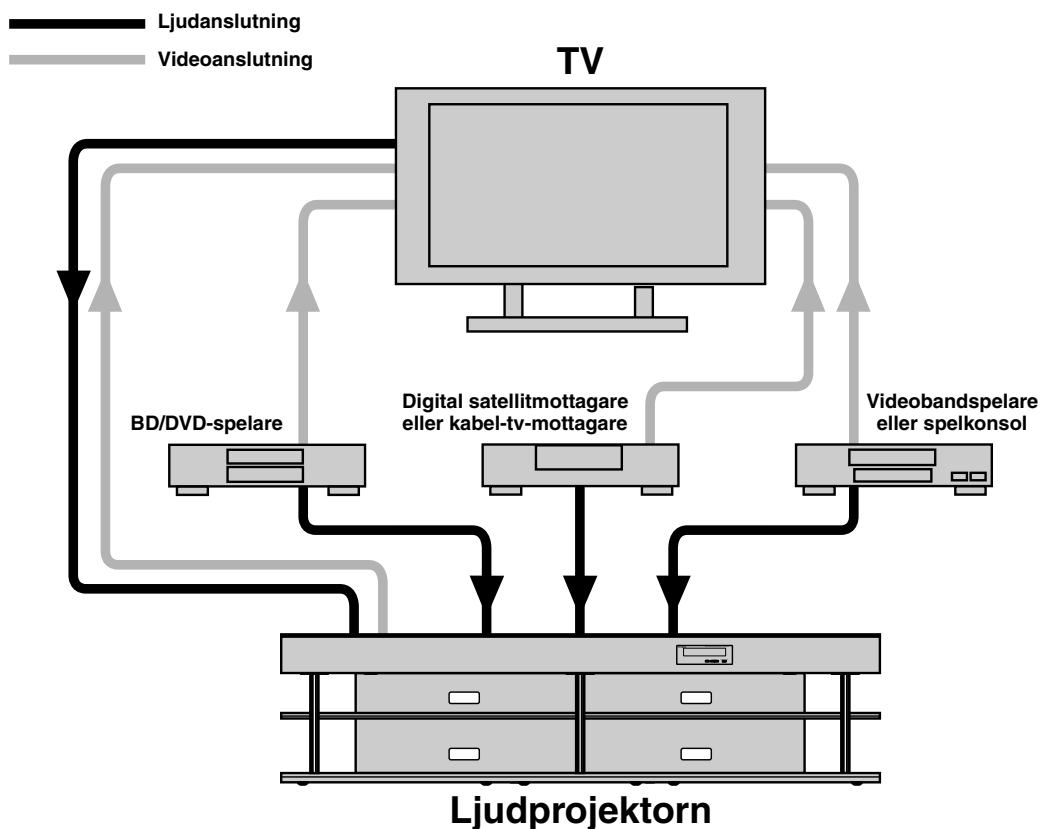 Ljudanslutning
Videoanslutning
TV
BD/DVD-spelare
Digital satellitmottagare
eller kabel-tv-mottagare
Videobandspelare
eller spelkonsol
Ljudprojektorn